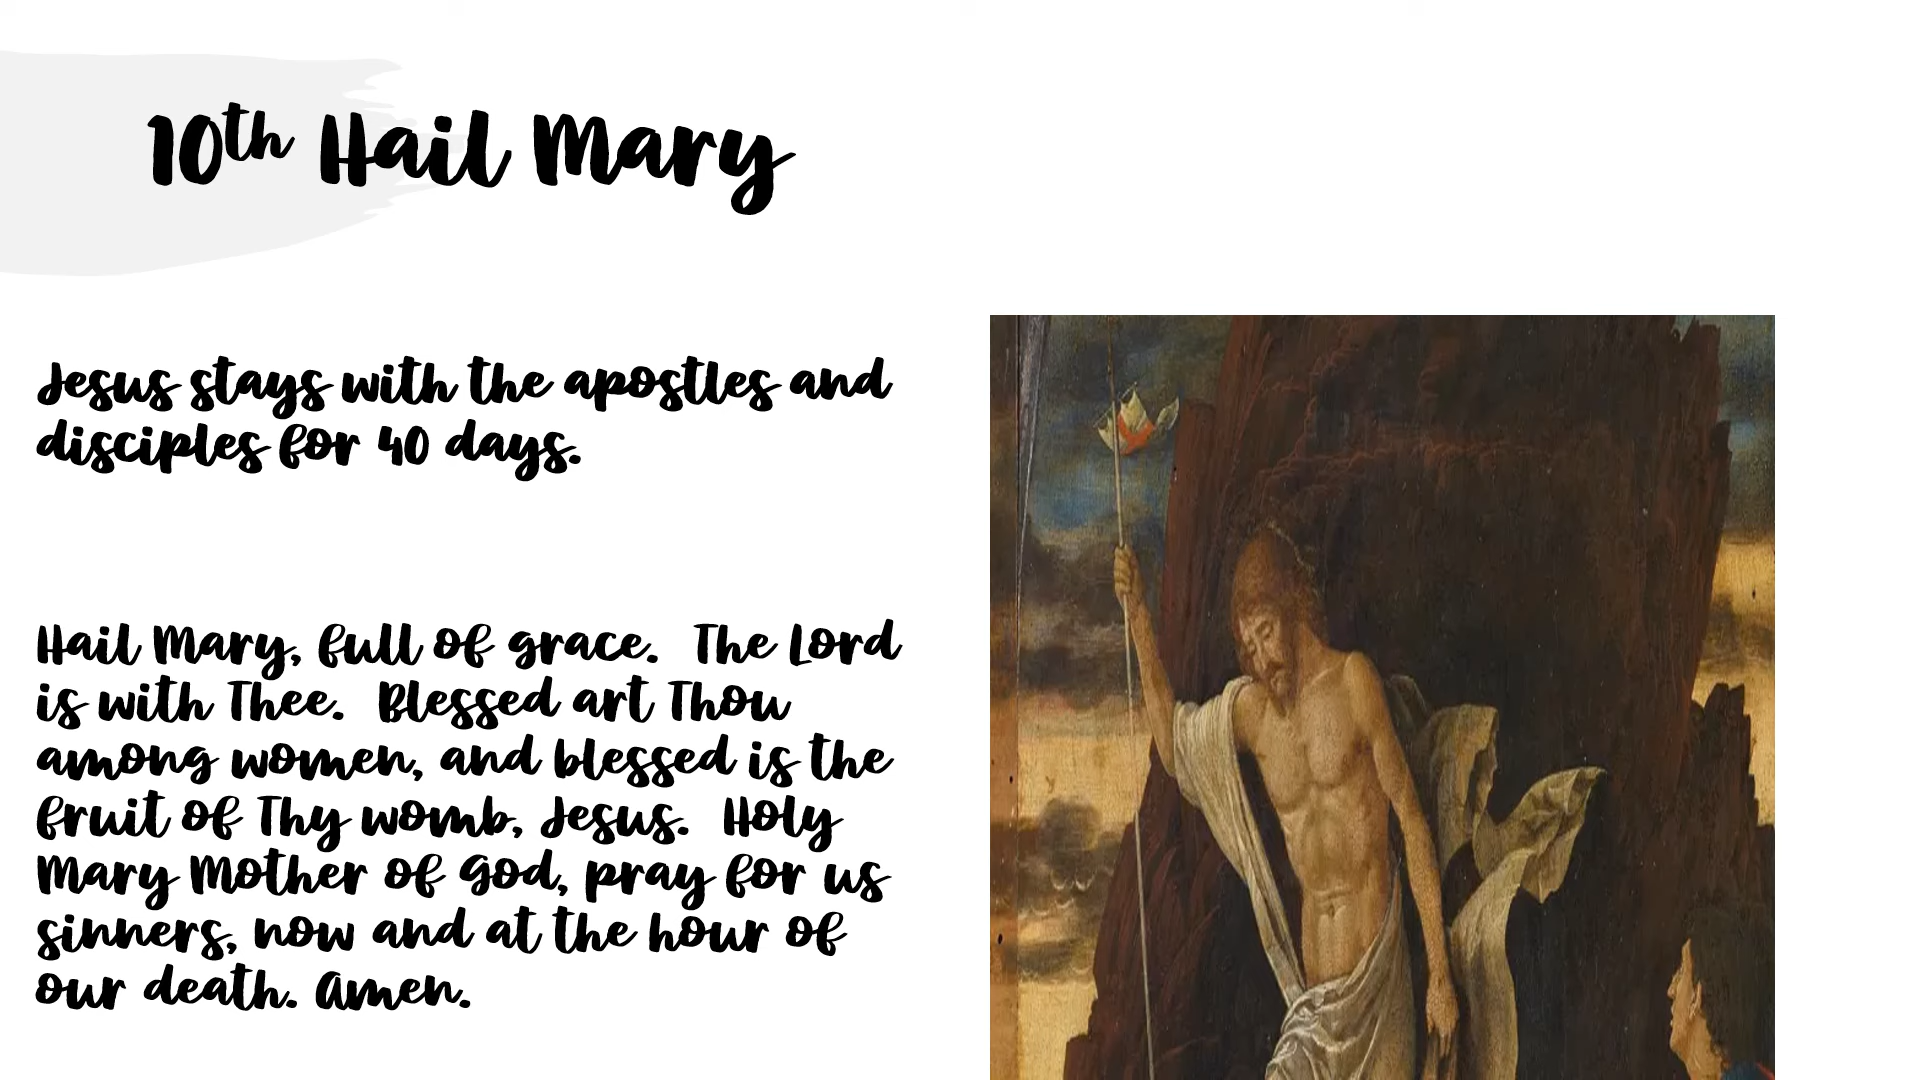 10th Hail Mary
Jesus stays with the apostles and
disciples for 40 days.
Hail Mary, full of grace.  The Lord
is with Thee.  Blessed art Thou
among women, and blessed is the
fruit of Thy womb, Jesus.  Holy
Mary Mother of God, pray for us
sinners, now and at the hour of
our death. Amen.